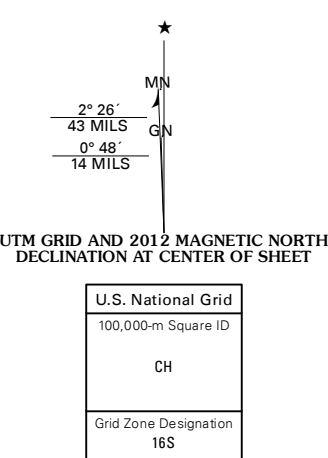 ★
MN
2° 26´
43 MILS
GN
0° 48´
14 MILS
UTM GRID AND 2012 MAGNETIC NORTH
DECLINATION AT CENTER OF SHEET
U.S. National Grid
100,000-m Square ID
CH
Grid Zone Designation
16S